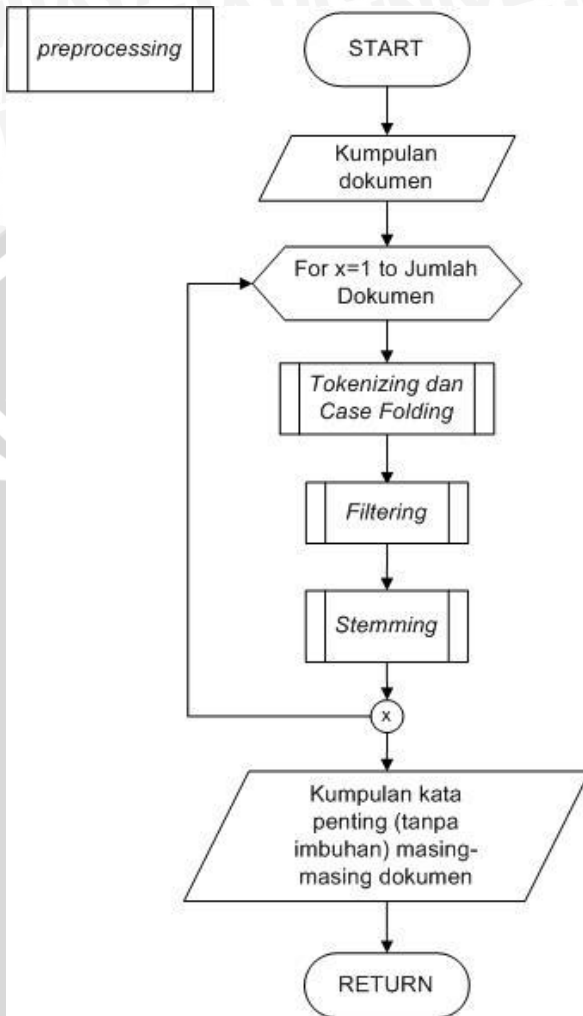 preprocessing
START
Kumpulan
dokumen
For x=1 to Jumlah
Dokumen
Tokenizing dan
Case Folding
Filtering
Stemming
x
Kumpulan kata
penting (tanpa
imbuhan) masing-
masing dokumen
RETURN